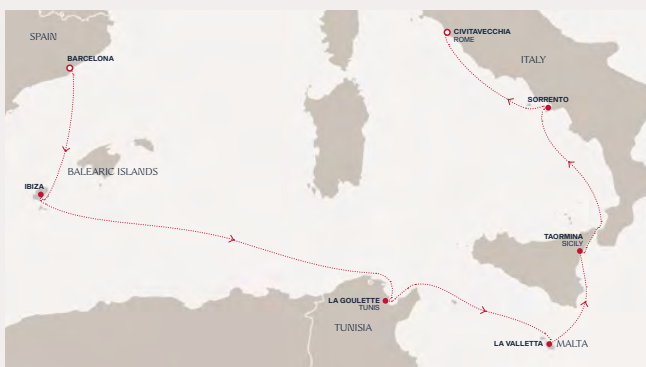 SPAIN
BARCELONA
CIVITAVECCHIA
ROME
ITALY
SORRENTO
BALEARIC ISLANDS
IBIZA
TAORMINA
SICILY
LA GOULETTE
TUNIS
TUNISIA
LA VALLETTA
MALTA